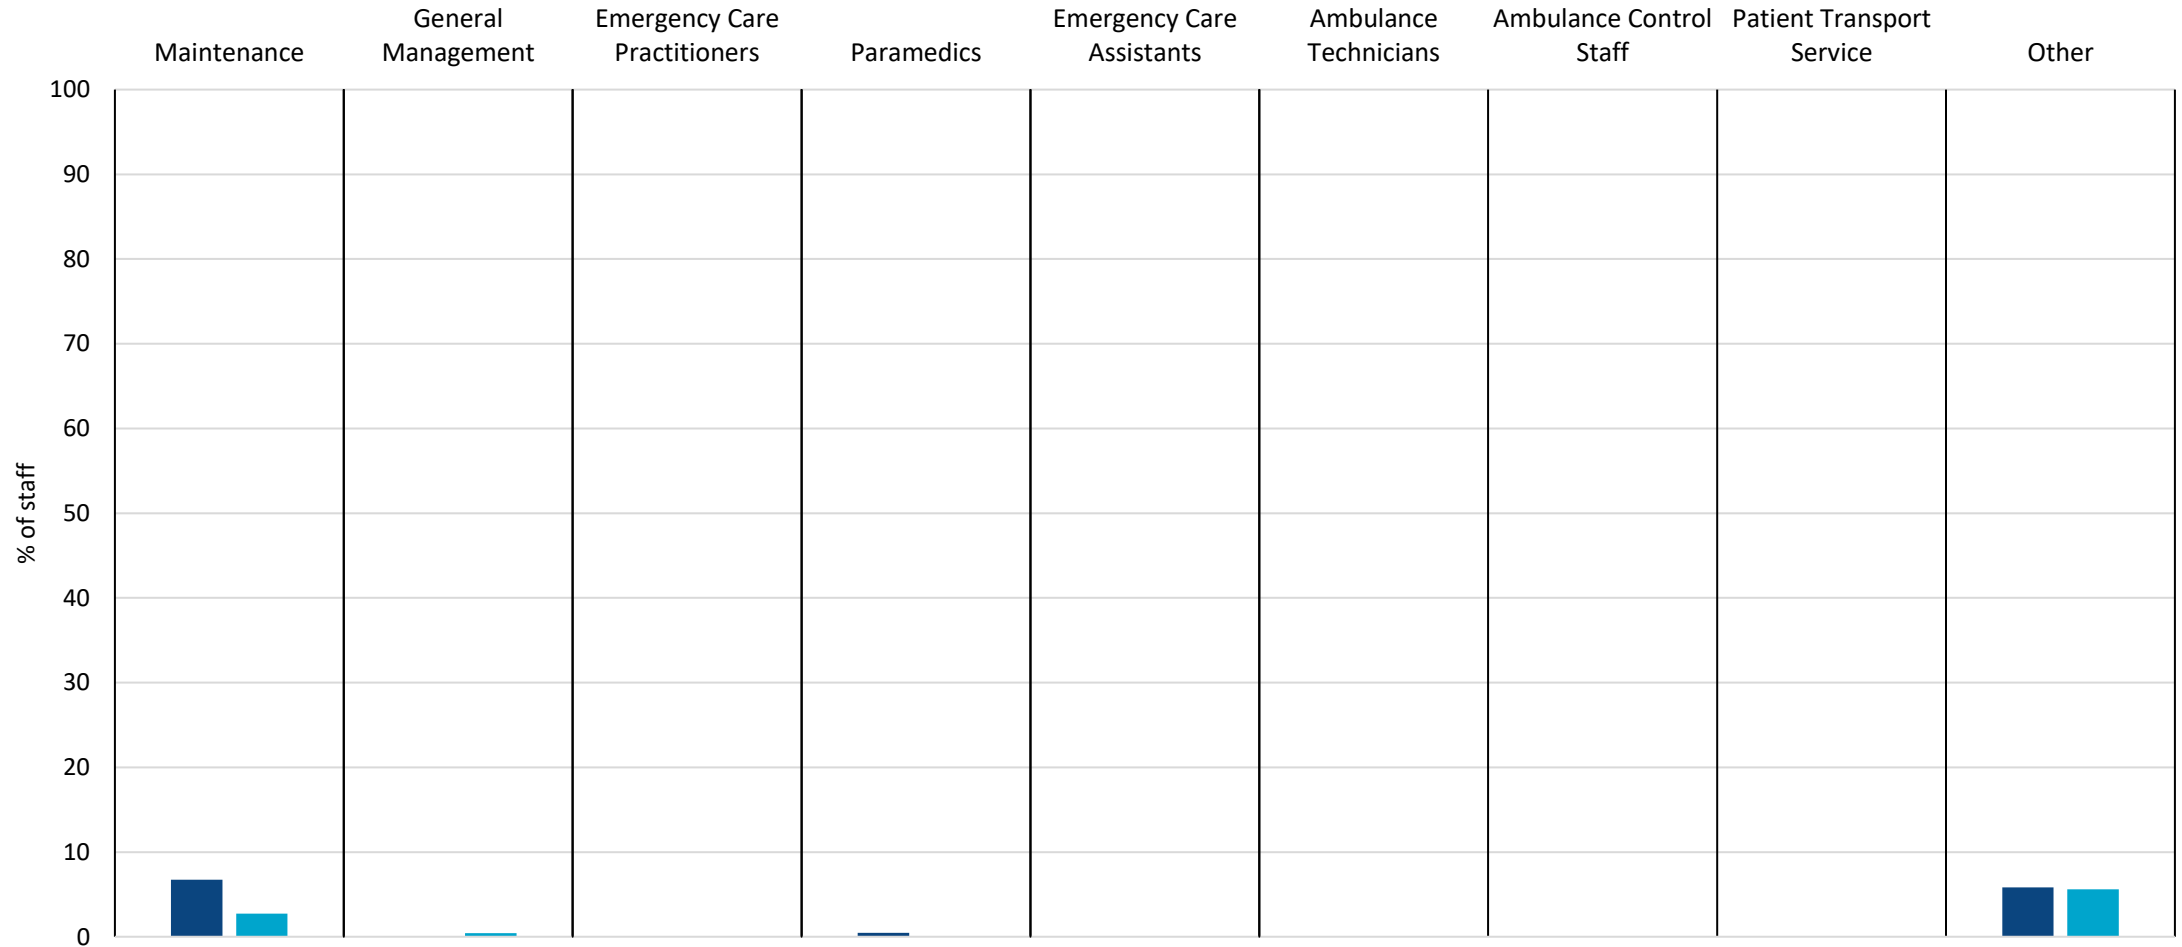 Maintenance
General
Management
Emergency Care
Practitioners
Paramedics
Emergency Care
Assistants
Ambulance
Technicians
Ambulance Control
Staff
Patient Transport
Service
Other
100
90
80
70
60
50
40
30
20
10
0
% of staff